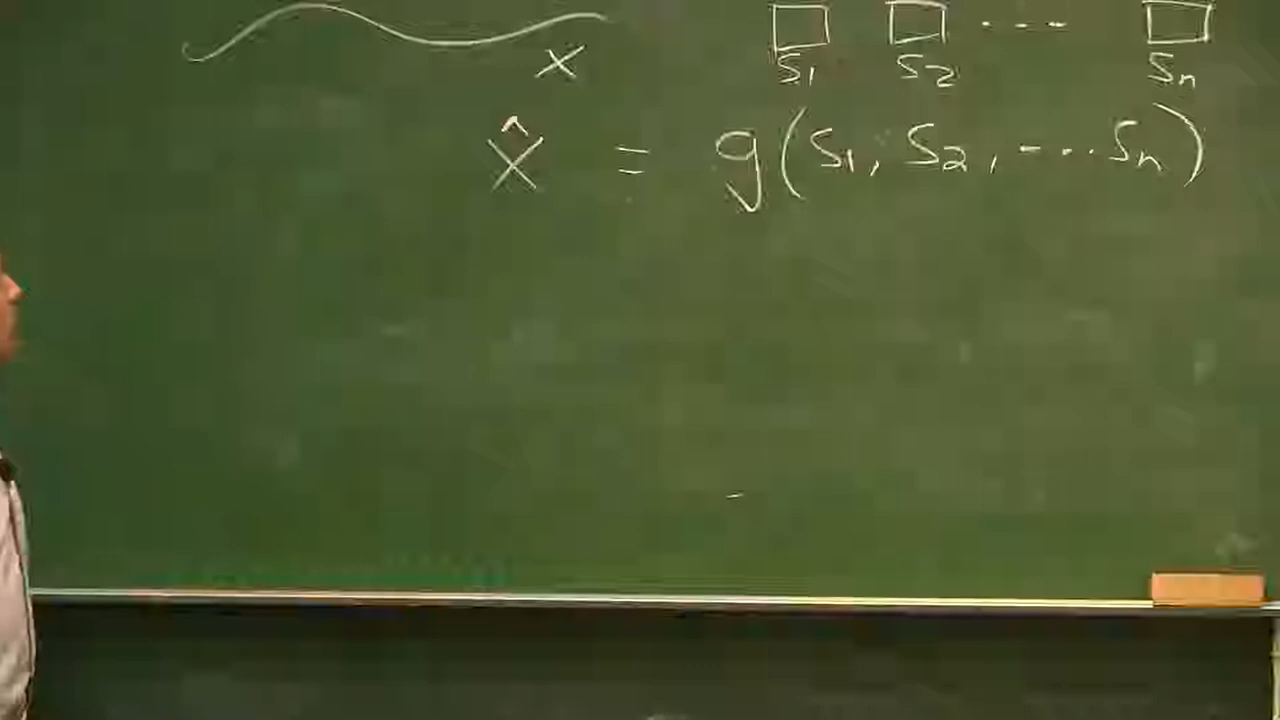 x S1 S2 --- Sn
x̂ = g(S1, S2, --- Sn)